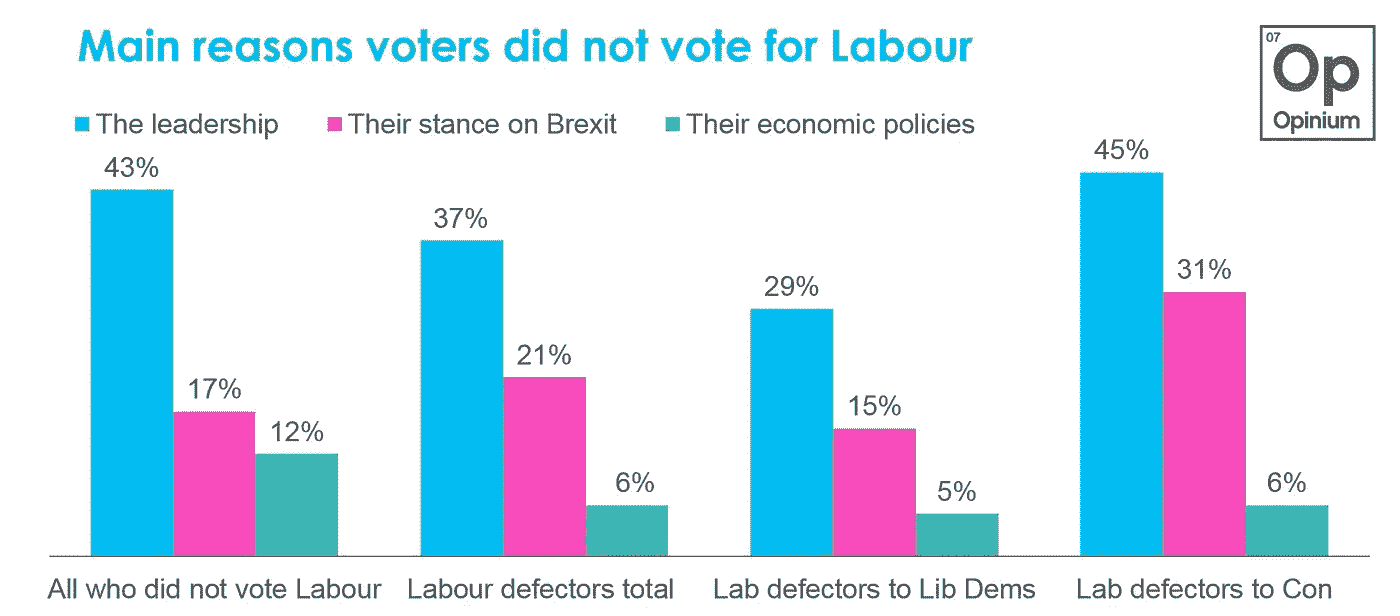 Main reasons voters did not vote for Labour
07
Op
Opinium
The leadership Their stance on Brexit Their economic policies
43% 17% 12%
37% 21% 6%
29% 15% 5%
45% 31% 6%
All who did not vote Labour Labour defectors total Lab defectors to Lib Dems Lab defectors to Con